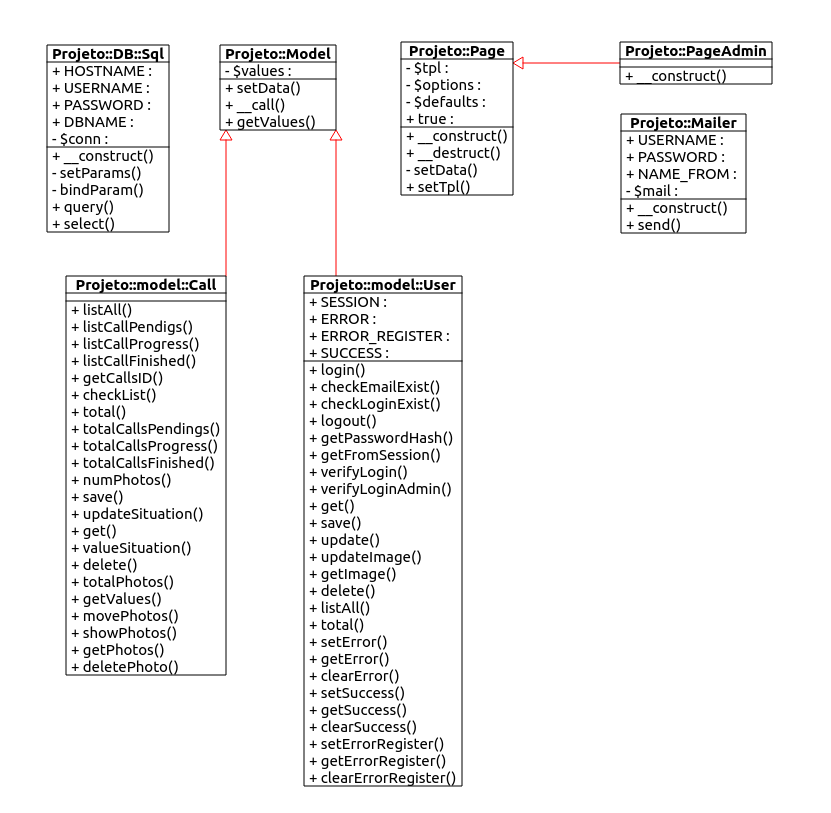 Projeto::DB::Sql
+ HOSTNAME :
+ USERNAME :
+ PASSWORD :
+ DBNAME :
- $conn :
+ __construct()
- setParams()
- bindParam()
+ query()
+ select()
Projeto::Model
- $values :
+ setData()
+ __call()
+ getValues()
Projeto::Page
- $tpl :
- $options :
- $defaults :
+ true :
+ __construct()
+ __destruct()
- setData()
+ setTpl()
Projeto::PageAdmin
+ __construct()
Projeto::Mailer
+ USERNAME :
+ PASSWORD :
+ NAME_FROM :
- $mail :
+ __construct()
+ send()
Projeto::model::Call
+ listAll()
+ listCallPendigs()
+ listCallProgress()
+ listCallFinished()
+ getCallsID()
+ checkList()
+ total()
+ totalCallsPendings()
+ totalCallsProgress()
+ totalCallsFinished()
+ numPhotos()
+ save()
+ updateSituation()
+ get()
+ valueSituation()
+ delete()
+ totalPhotos()
+ getValues()
+ movePhotos()
+ showPhotos()
+ getPhotos()
+ deletePhoto()
Projeto::model::User
+ SESSION :
+ ERROR :
+ ERROR_REGISTER :
+ SUCCESS :
+ login()
+ checkEmailExist()
+ checkLoginExist()
+ logout()
+ getPasswordHash()
+ getFromSession()
+ verifyLogin()
+ verifyLoginAdmin()
+ get()
+ save()
+ update()
+ updateImage()
+ getImage()
+ delete()
+ listAll()
+ total()
+ setError()
+ getError()
+ clearError()
+ setSuccess()
+ getSuccess()
+ clearSuccess()
+ setErrorRegister()
+ getErrorRegister()
+ clearErrorRegister()